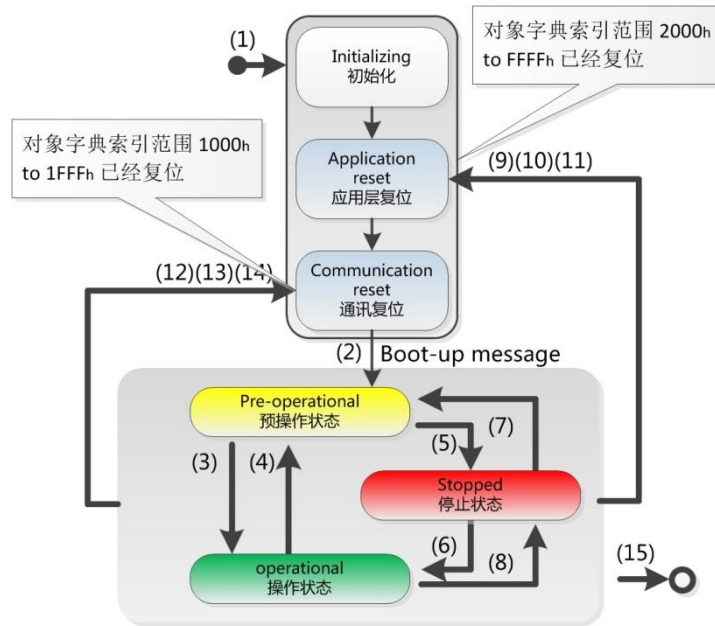 (1)
Initializing
初始化
对象字典索引范围 2000h
to FFFFh 已经复位
对象字典索引范围 1000h
to 1FFFh 已经复位
Application
reset
应用层复位
(9)(10)(11)
(12)(13)(14)
Communication
reset
通讯复位
(2)
Boot-up message
Pre-operational
预操作状态
(3)
(4)
(5)
(7)
Stopped
停止状态
(6)
(8)
operational
操作状态
(15)